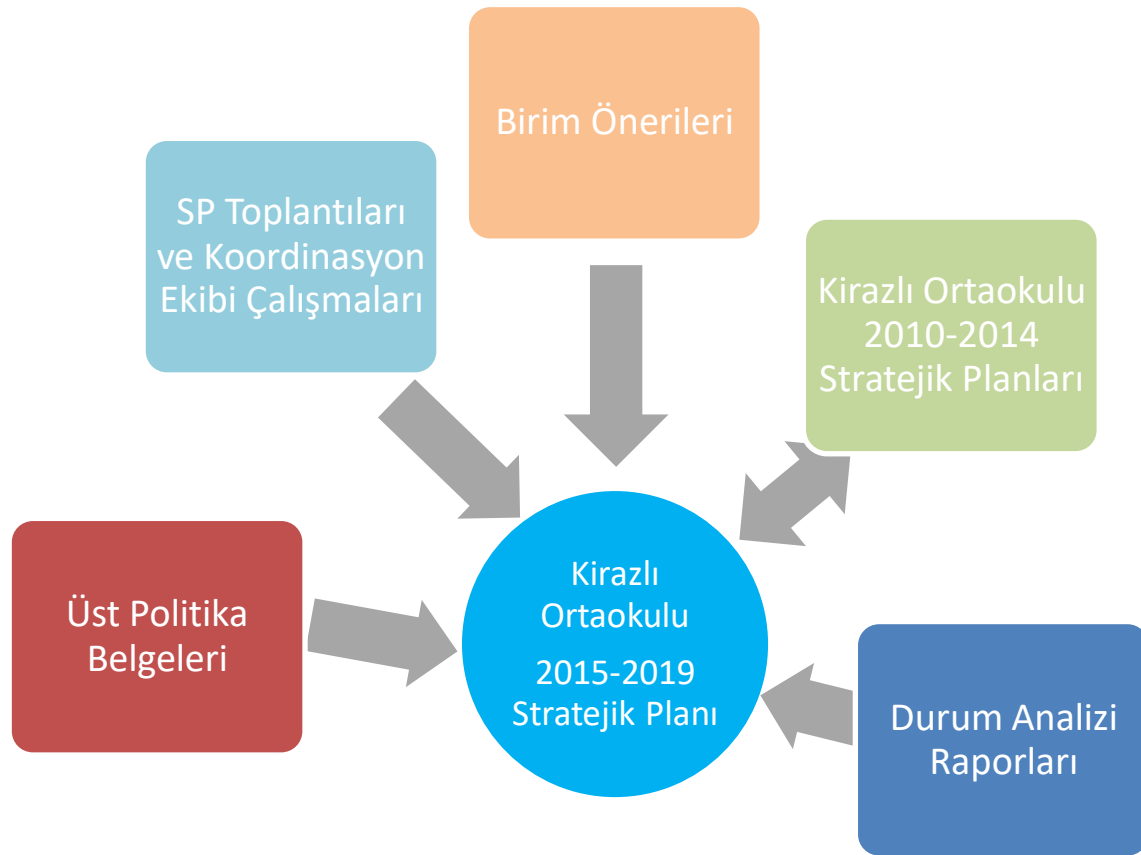 Birim Önerileri
SP Toplantıları
ve Koordinasyon
Ekibi Çalışmaları
Kirazlı Ortaokulu
2010-2014
Stratejik Planları
Üst Politika
Belgeleri
Kirazlı
Ortaokulu
2015-2019
Stratejik Planı
Durum Analizi
Raporları